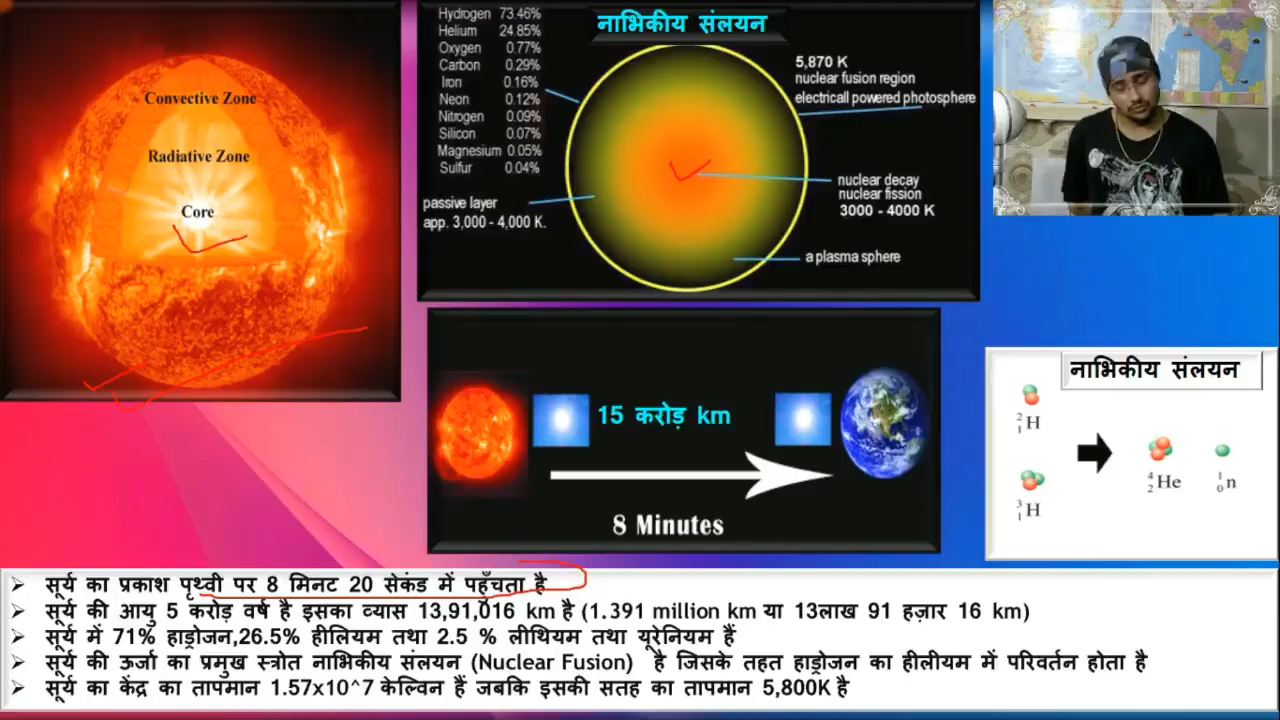 Convective Zone
Radiative Zone
Core
Hydrogen 73.46%
Helium 24.85%
Oxygen 0.77%
Carbon 0.29%
Iron 0.16%
Neon 0.12%
Nitrogen 0.09%
Silicon 0.07%
Magnesium 0.05%
Sulfur 0.04%
passive layer
app. 3,000 - 4,000 K.
नाभिकीय संलयन
5,870 K
nuclear fusion region
electricall powered photosphere
nuclear decay
nuclear fission
3000 - 4000 K
a plasma sphere
15 करोड़ km
8 Minutes
नाभिकीय संलयन
²₁H
³₁H
⁴₂He
¹₀n
➢ सूर्य का प्रकाश पृथ्वी पर 8 मिनट 20 सेकंड में पहुँचता है
➢ सूर्य की आयु 5 करोड़ वर्ष है इसका व्यास 13,91,016 km है (1.391 million km या 13लाख 91 हज़ार 16 km)
➢ सूर्य में 71% हाड्रोजन,26.5% हीलियम तथा 2.5 % लीथियम तथा यूरेनियम हैं
➢ सूर्य की ऊर्जा का प्रमुख स्त्रोत नाभिकीय संलयन (Nuclear Fusion) है जिसके तहत हाड्रोजन का हीलीयम में परिवर्तन होता है
➢ सूर्य का केंद्र का तापमान 1.57x10^7 केल्विन हैं जबकि इसकी सतह का तापमान 5,800K है